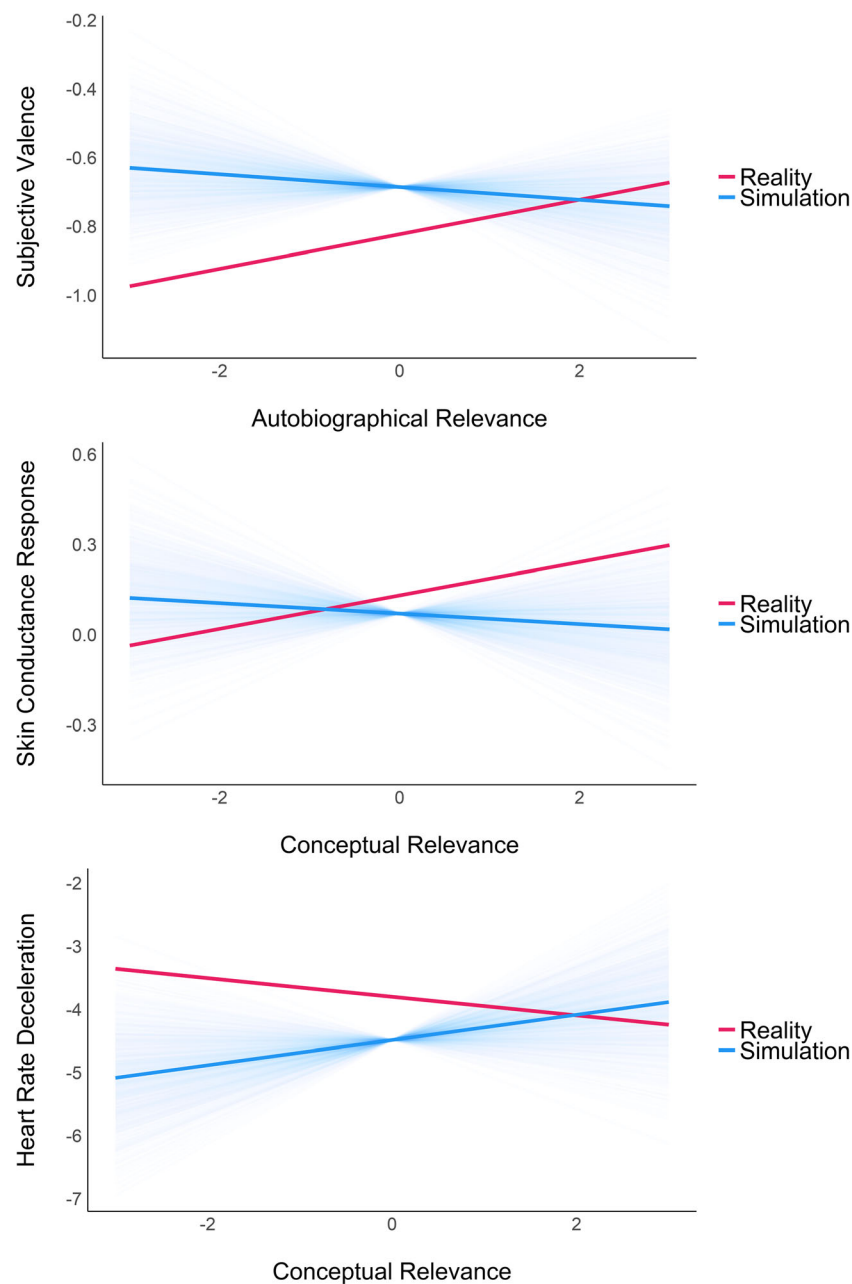 Subjective Valence
-0.2
-0.4
-0.6
-0.8
-1.0
-2
0
2
Autobiographical Relevance
Reality
Simulation
Skin Conductance Response
0.6
0.3
0.0
-0.3
-2
0
2
Conceptual Relevance
Reality
Simulation
Heart Rate Deceleration
-2
-3
-4
-5
-6
-7
-2
0
2
Conceptual Relevance
Reality
Simulation